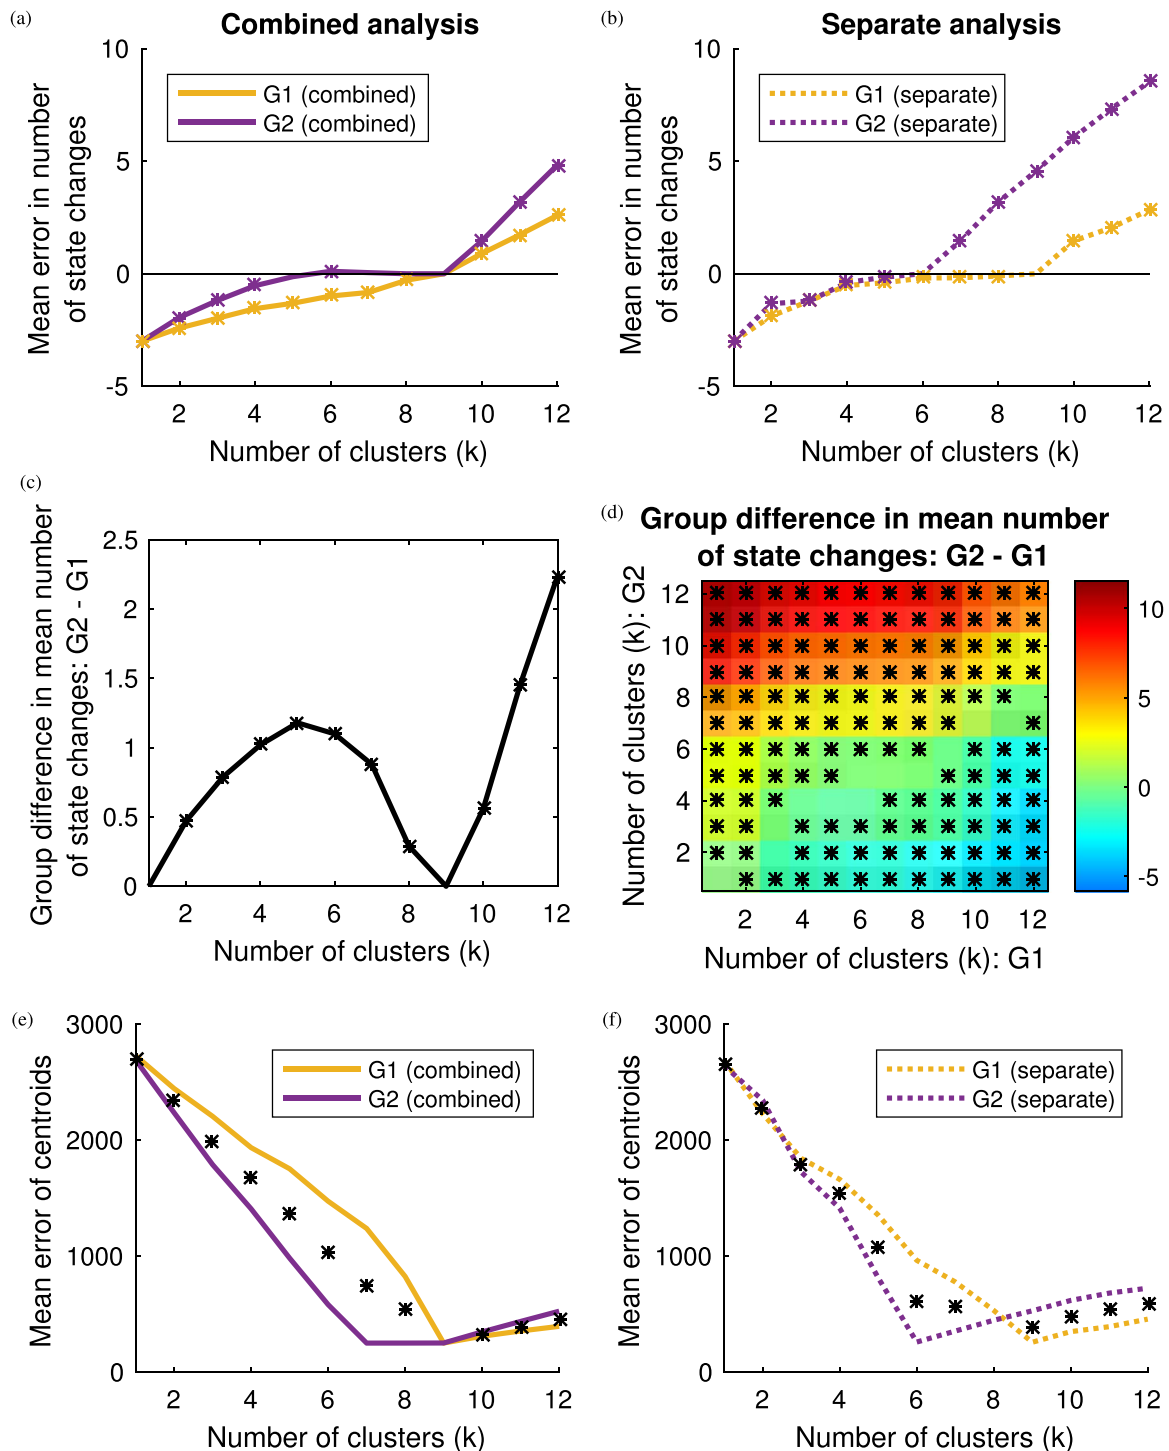 (a)
Combined analysis
10
5
0
-5
Mean error in number
of state changes
G1 (combined)
G2 (combined)
2
4
6
8
10
12
Number of clusters (k)
(b)
Separate analysis
10
5
0
-5
Mean error in number
of state changes
G1 (separate)
G2 (separate)
2
4
6
8
10
12
Number of clusters (k)
(c)
Group difference in mean number
of state changes: G2 - G1
2.5
2
1.5
1
0.5
0
2
4
6
8
10
12
Number of clusters (k)
(d)
Group difference in mean number
of state changes: G2 - G1
Number of clusters (k): G2
12
10
8
6
4
2
2
4
6
8
10
12
Number of clusters (k): G1
10
5
0
-5
(e)
3000
2000
1000
0
Mean error of centroids
G1 (combined)
G2 (combined)
2
4
6
8
10
12
Number of clusters (k)
(f)
3000
2000
1000
0
Mean error of centroids
G1 (separate)
G2 (separate)
2
4
6
8
10
12
Number of clusters (k)